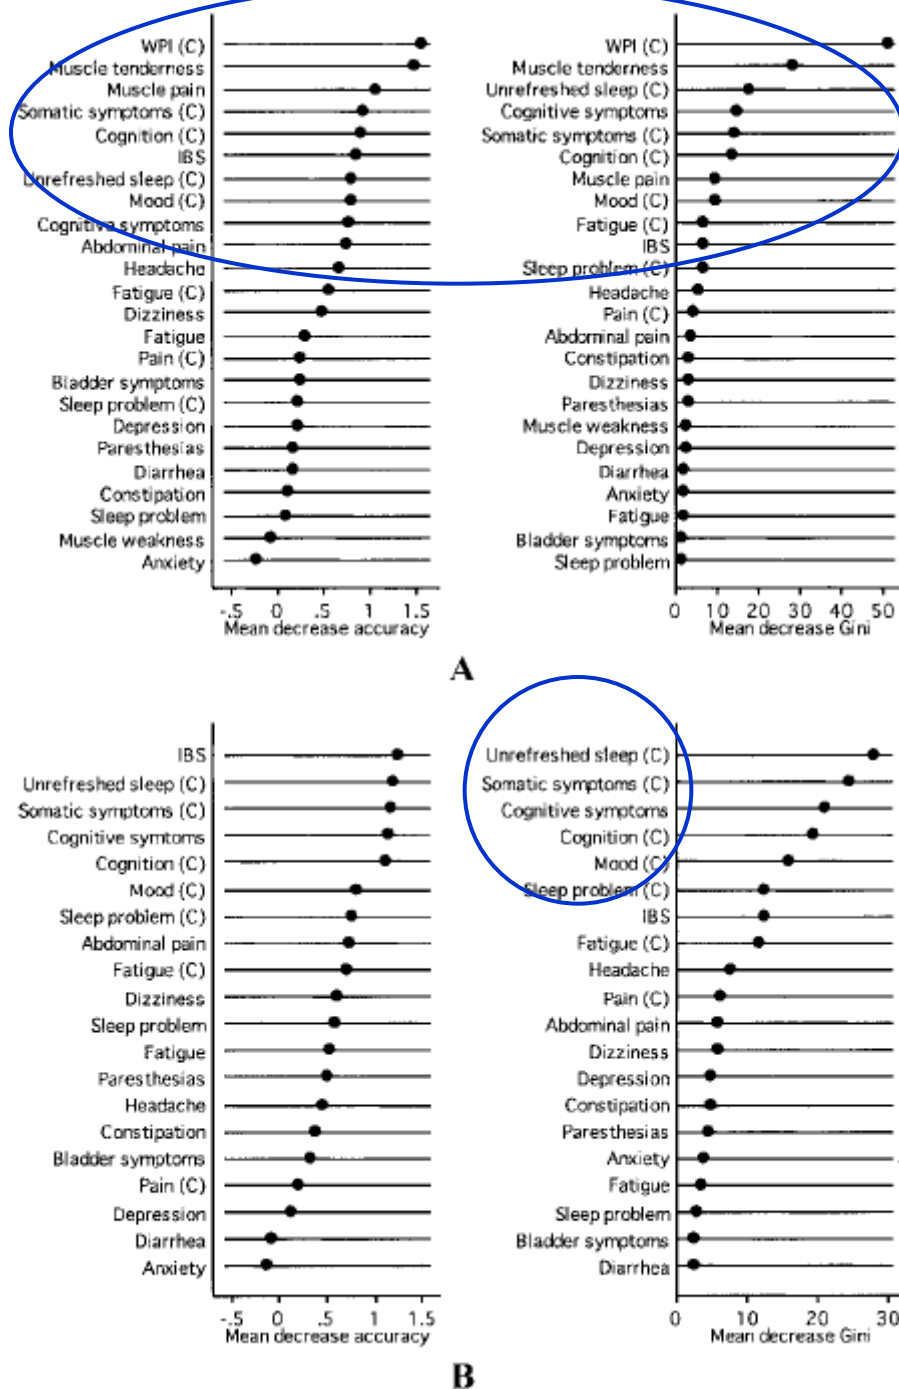 WPI (C)
Muscle tenderness
Muscle pain
Somatic symptoms (C)
Cognition (C)
IBS
Unrefreshed sleep (C)
Mood (C)
Cognitive symptoms
Abdominal pain
Headache
Fatigue (C)
Dizziness
Fatigue
Pain (C)
Bladder symptoms
Sleep problem (C)
Depression
Paresthesias
Diarrhea
Constipation
Sleep problem
Muscle weakness
Anxiety
-.5 0 .5 1 1.5
Mean decrease accuracy
WPI (C)
Muscle tenderness
Unrefreshed sleep (C)
Cognitive symptoms
Somatic symptoms (C)
Cognition (C)
Muscle pain
Mood (C)
Fatigue (C)
IBS
Sleep problem (C)
Headache
Pain (C)
Abdominal pain
Constipation
Dizziness
Paresthesias
Muscle weakness
Depression
Diarrhea
Anxiety
Fatigue
Bladder symptoms
Sleep problem
0 10 20 30 40 50
Mean decrease Gini
A
IBS
Unrefreshed sleep (C)
Somatic symptoms (C)
Cognitive symtoms
Cognition (C)
Mood (C)
Sleep problem (C)
Abdominal pain
Fatigue (C)
Dizziness
Sleep problem
Fatigue
Paresthesias
Headache
Constipation
Bladder symptoms
Pain (C)
Depression
Diarrhea
Anxiety
-.5 0 .5 1 1.5
Mean decrease accuracy
Unrefreshed sleep (C)
Somatic symptoms (C)
Cognitive symptoms
Cognition (C)
Mood (C)
Sleep problem (C)
IBS
Fatigue (C)
Headache
Pain (C)
Abdominal pain
Dizziness
Depression
Constipation
Paresthesias
Anxiety
Fatigue
Sleep problem
Bladder symptoms
Diarrhea
0 10 20 30
Mean decrease Gini
B